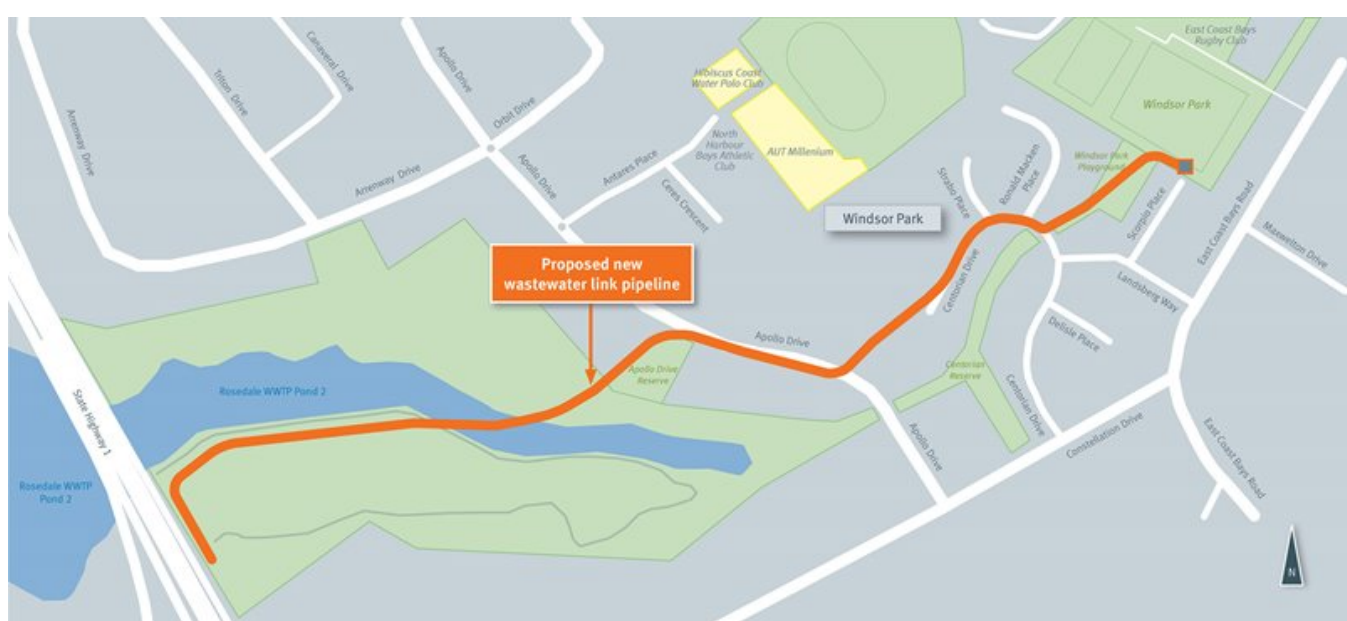 Canaveral Drive
Apollo Drive
Triton Drive
Arrenway Drive
Orbit Drive
Hibiscus Coast
Water Polo Club
East Coast Bays
Rugby Club
Windsor Park
North
Harbour
Bays Athletic
Club
AUT Millenium
Antares Place
Apollo Drive
Arrenway Drive
Ceres Crescent
Strabo Place
Ronald Macken
Place
Windsor Park
Playground
Scorpio Place
East Coast Bays Road
Maxwelton Drive
Windsor Park
Proposed new
wastewater link pipeline
Centorian Drive
Landsberg Way
Delisle Place
Apollo Drive
Apollo Drive
Reserve
Centorian
Reserve
Rosedale WWTP Pond 2
State Highway 1
Centorian Drive
Constellation Drive
Apollo Drive
East Coast Bays Road
Rosedale WWTP
Pond 2
N